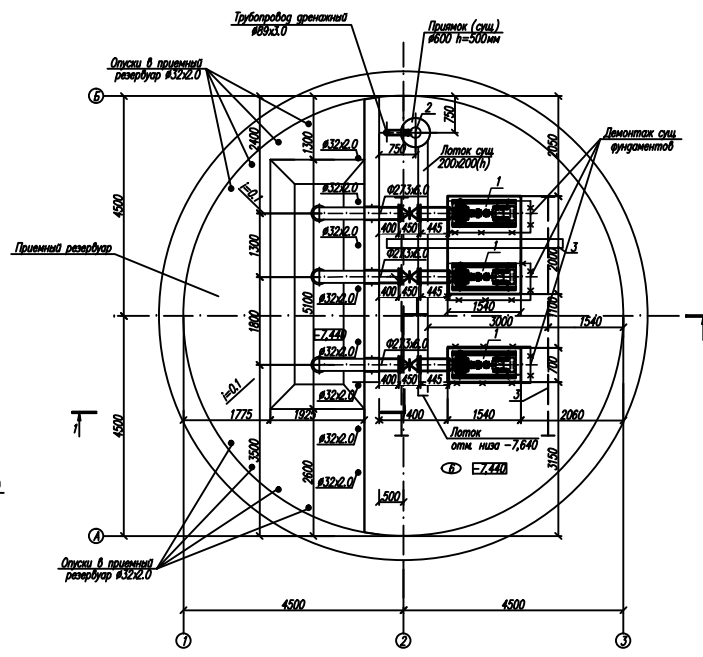 Трубопровод дренажный
ø89х3.0
Приямок (сущ.)
ø600 h=500мм
Опуски в приемный
резервуар ø32х2.0
Б
2
750
2400
1300
ø32х2.0
750
Лоток сущ.
200х200(h)
2050
Демонтаж сущ.
фундаментов
4500
i=0.1
ø32х2.0
Ф273х6.0
1
400
450
445
Приемный резервуар
1300
Ф273х6.0
1
2000
3
5100
ø32х2.0
400
450
445
1540
1100
1800
3000
1540
-7,440
Ф273х6.0
1
ø32х2.0
400
450
445
700
i=0.1
ø32х2.0
3
1
1775
1925
1400
1540
2060
4500
ø32х2.0
Лоток
отм. низа -7,640
Б
-7,440
3500
2600
ø32х2.0
3150
500
А
Опуски в приемный
резервуар ø32х2.0
4500
4500
1
2
3